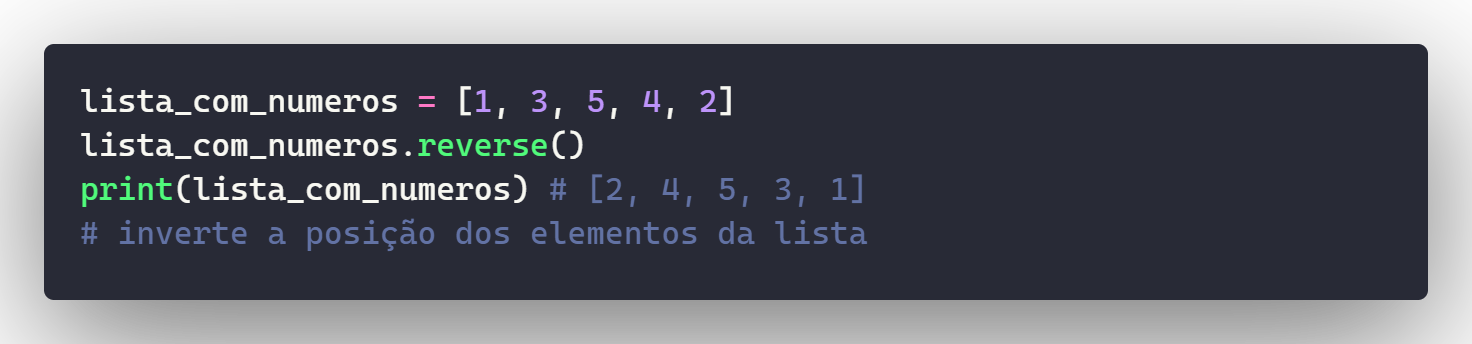 lista_com_numeros = [1, 3, 5, 4, 2]
lista_com_numeros.reverse()
print(lista_com_numeros) # [2, 4, 5, 3, 1]
# inverte a posição dos elementos da lista